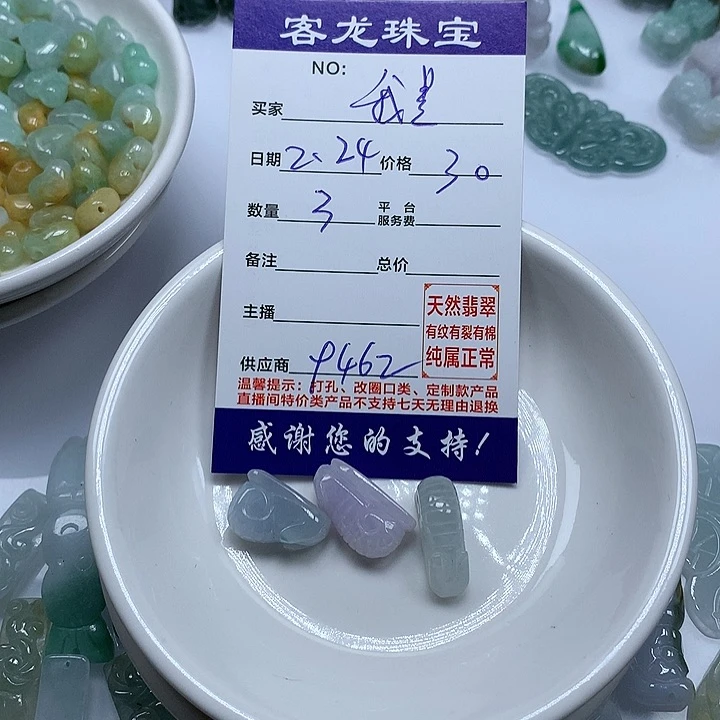 客龙珠宝
NO:
买家 我是
日期 2.24 价格 30
数量 3 平台服务费
备注 总价
主播
供应商 9462
天然翡翠
有纹有裂有棉
纯属正常
温馨提示：打孔、改圈口类、定制款产品
直播间特价类产品不支持七天无理由退换
感谢您的支持!